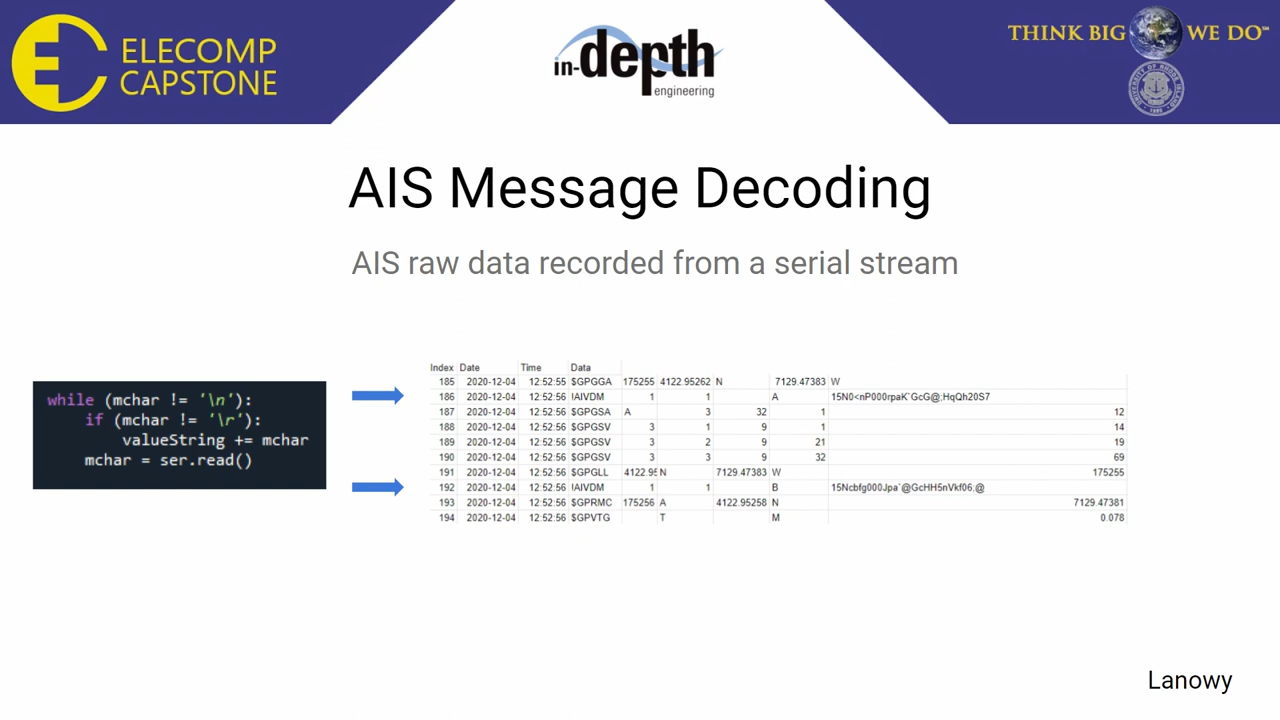 ELECOMP
CAPSTONE
in-depth
engineering
THINK BIG WE DO℠
UNIVERSITY OF RHODE ISLAND
AIS Message Decoding
AIS raw data recorded from a serial stream
while (mchar != '\n'):
if (mchar != '\r'):
valueString += mchar
mchar = ser.read()
Index Date Time Data
185 2020-12-04 12:52:55 $GPGGA 175255 4122.95262 N 7129.47383 W
186 2020-12-04 12:52:56 !AIVDM 1 1 A 15N0<nP000rpaK`GcG@;HqQh20S7
187 2020-12-04 12:52:56 $GPGSA A 3 32 1 12
188 2020-12-04 12:52:56 $GPGSV 3 1 9 1 14
189 2020-12-04 12:52:56 $GPGSV 3 2 9 21 19
190 2020-12-04 12:52:56 $GPGSV 3 3 9 32 69
191 2020-12-04 12:52:56 $GPGLL 4122.95 N 7129.47383 W 175255
192 2020-12-04 12:52:56 !AIVDM 1 1 B 15Ncbfg000Jpa`@GcHH5nVkf06;@
193 2020-12-04 12:52:56 $GPRMC 175256 A 4122.95258 N 7129.47381
194 2020-12-04 12:52:56 $GPVTG T M 0.078
Lanowy